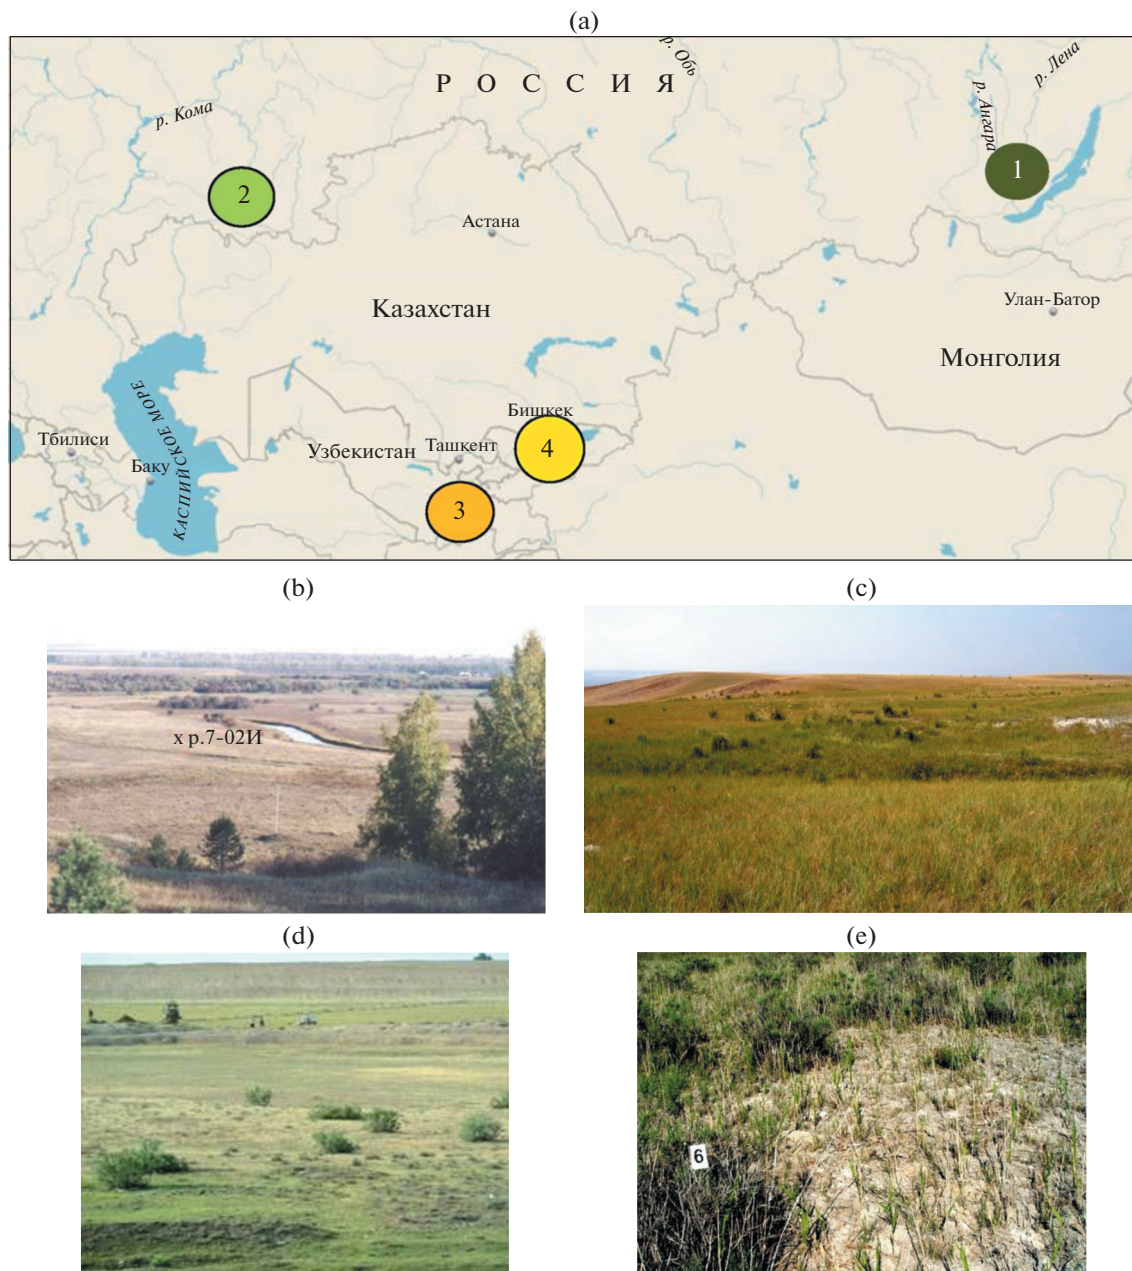 (a)
РОССИЯ
р. Обь
р. Лена
р. Ангара
р. Кома
1
2
Астана
Казахстан
Улан-Батор
Монголия
КАСПИЙСКОЕ МОРЕ
Бишкек
Тбилиси
Узбекистан
Ташкент
4
Баку
3
(b)
(c)
х р.7-02И
(d)
(e)
6